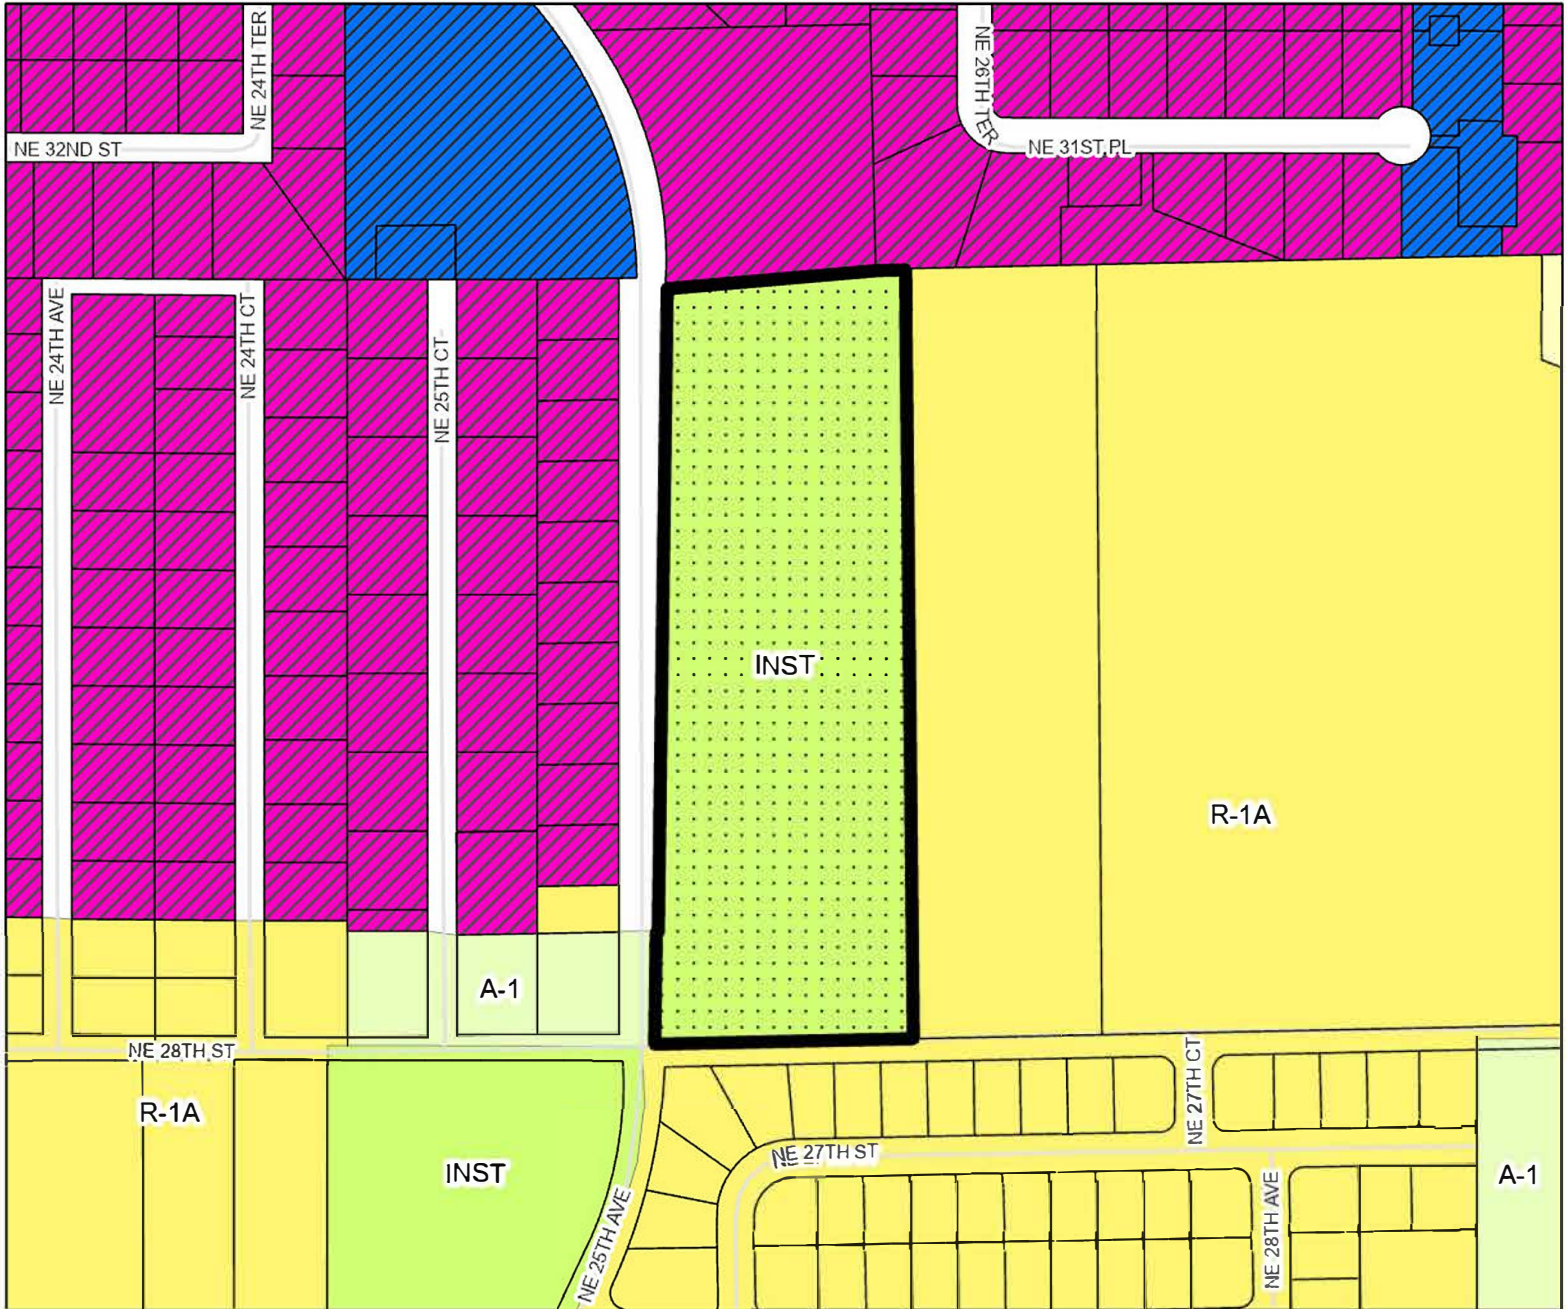 NE 24TH TER
NE 26TH TER
NE 32ND ST
NE 31ST PL
NE 24TH AVE
NE 24TH CT
NE 25TH CT
INST
R-1A
A-1
NE 28TH ST
NE 27TH CT
R-1A
NE 27TH ST
INST
A-1
NE 25TH AVE
NE 28TH AVE